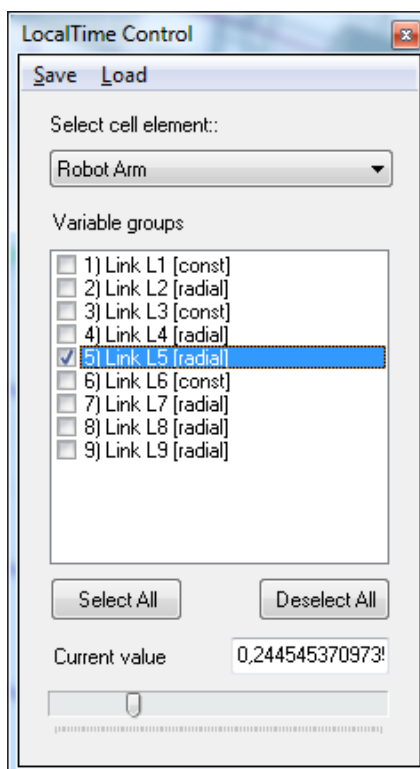 LocalTime Control
Save Load
Select cell element::
Robot Arm
Variable groups
1) Link L1 [const]
2) Link L2 [radial]
3) Link L3 [const]
4) Link L4 [radial]
5) Link L5 [radial]
6) Link L6 [const]
7) Link L7 [radial]
8) Link L8 [radial]
9) Link L9 [radial]
Select All Deselect All
Current value 0,244545370973